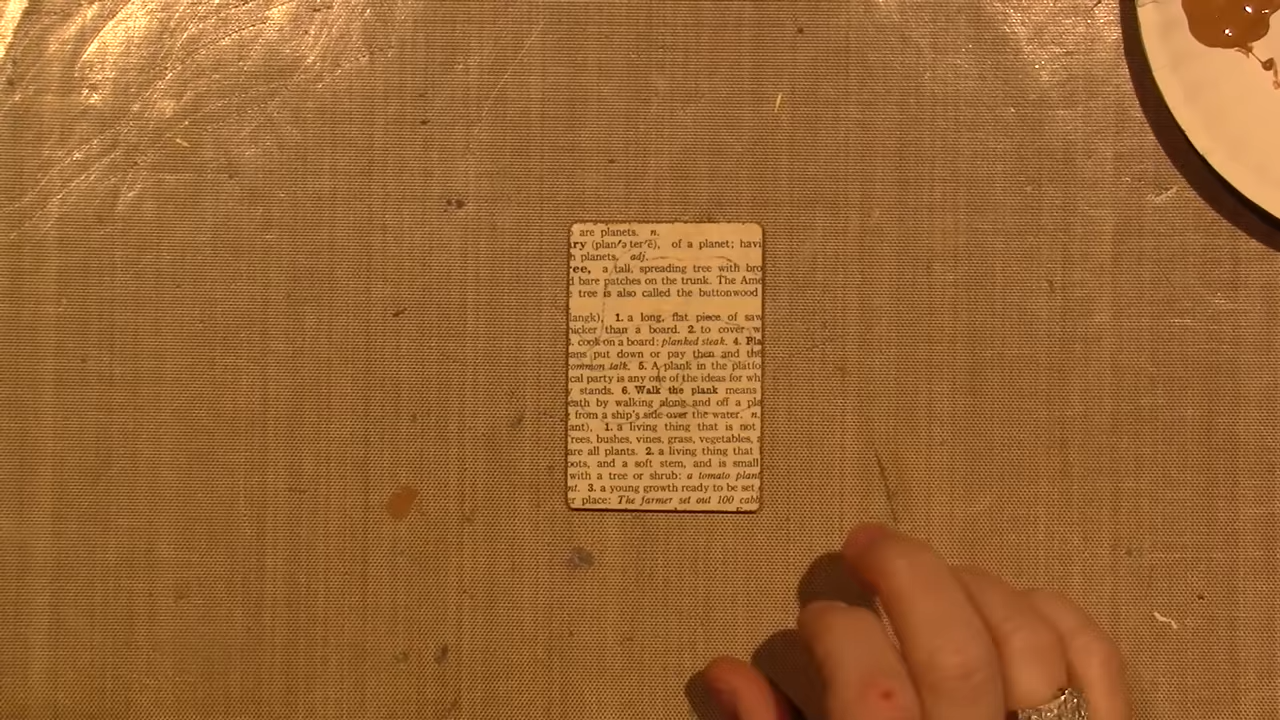 are planets. n.
ry (plan′ə ter′ē), of a planet; havi
planets. adj.
ee, a tall, spreading tree with bro
d bare patches on the trunk. The Ame
tree is also called the buttonwood
langk), 1. a long, flat piece of saw
hicker than a board. 2. to cover w
cook on a board: planked steak. 4. Pla
ans put down or pay then and the
common talk. 5. A plank in the platfo
cal party is any one of the ideas for wh
y stands. 6. Walk the plank means
eath by walking along and off a pla
from a ship's side over the water. n.
ant), 1. a living thing that is not
rees, bushes, vines, grass, vegetables,
are all plants. 2. a living thing that
oots, and a soft stem, and is small
with a tree or shrub: a tomato plant
nt. 3. a young growth ready to be set
r place: The farmer set out 100 cabb